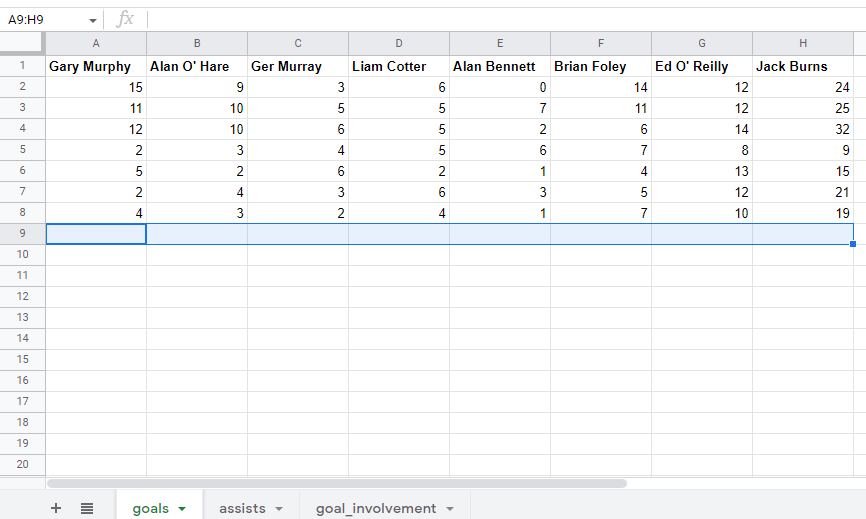 A9:H9 fx
A B C D E F G H
1 Gary Murphy Alan O' Hare Ger Murray Liam Cotter Alan Bennett Brian Foley Ed O' Reilly Jack Burns
2 15 9 3 6 0 14 12 24
3 11 10 5 5 7 11 12 25
4 12 10 6 5 2 6 14 32
5 2 3 4 5 6 7 8 9
6 5 2 6 2 1 4 13 15
7 2 4 3 6 3 5 12 21
8 4 3 2 4 1 7 10 19
9
10
11
12
13
14
15
16
17
18
19
20
+ goals assists goal_involvement